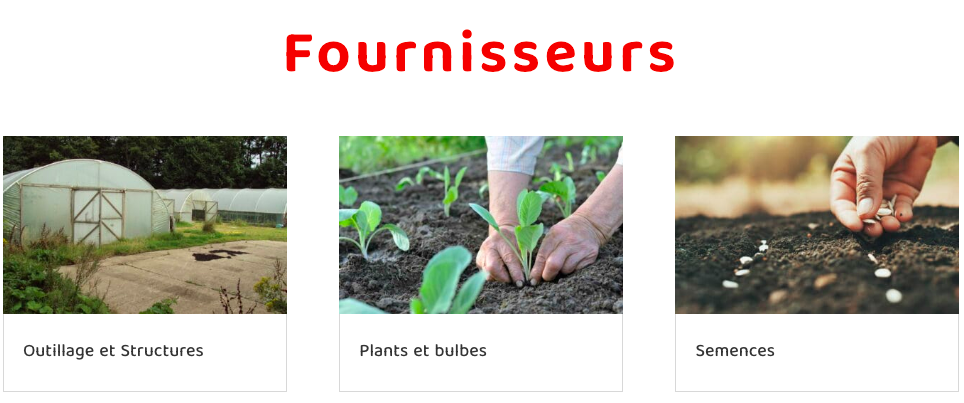 Fournisseurs
Outillage et Structures
Plants et bulbes
Semences